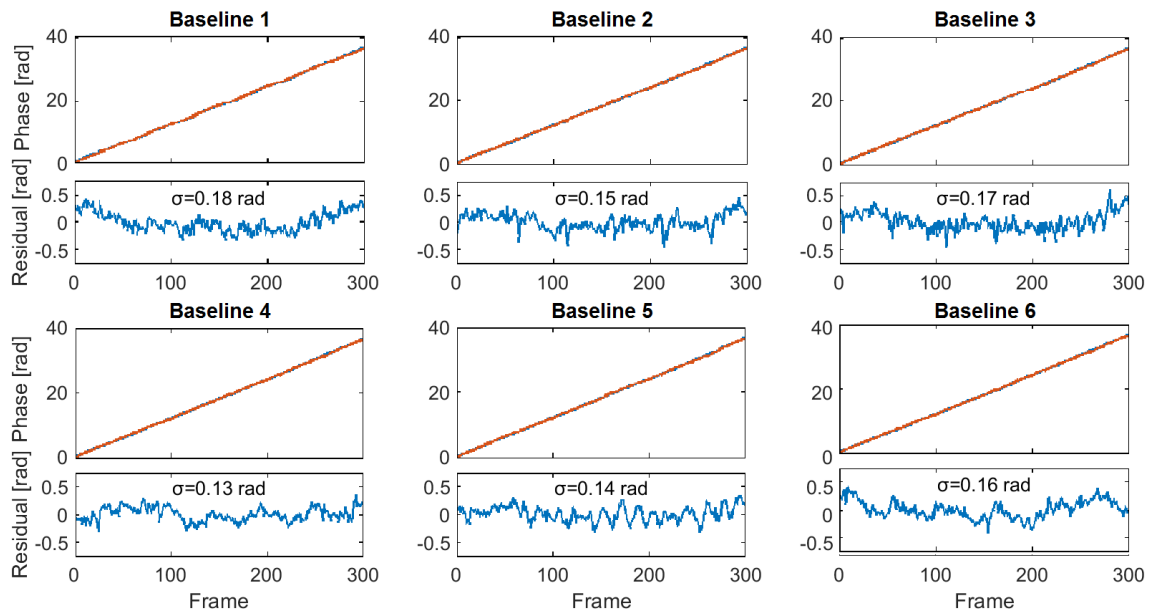 Baseline 1
Baseline 2
Baseline 3
Phase [rad]
40
20
0
40
20
0
40
20
0
Residual [rad]
0.5
0
-0.5
σ=0.18 rad
0.5
0
-0.5
σ=0.15 rad
0.5
0
-0.5
σ=0.17 rad
0 100 200 300
0 100 200 300
0 100 200 300
Baseline 4
Baseline 5
Baseline 6
Phase [rad]
40
20
0
40
20
0
40
20
0
Residual [rad]
0.5
0
-0.5
σ=0.13 rad
0.5
0
-0.5
σ=0.14 rad
0.5
0
-0.5
σ=0.16 rad
0 100 200 300
0 100 200 300
0 100 200 300
Frame
Frame
Frame